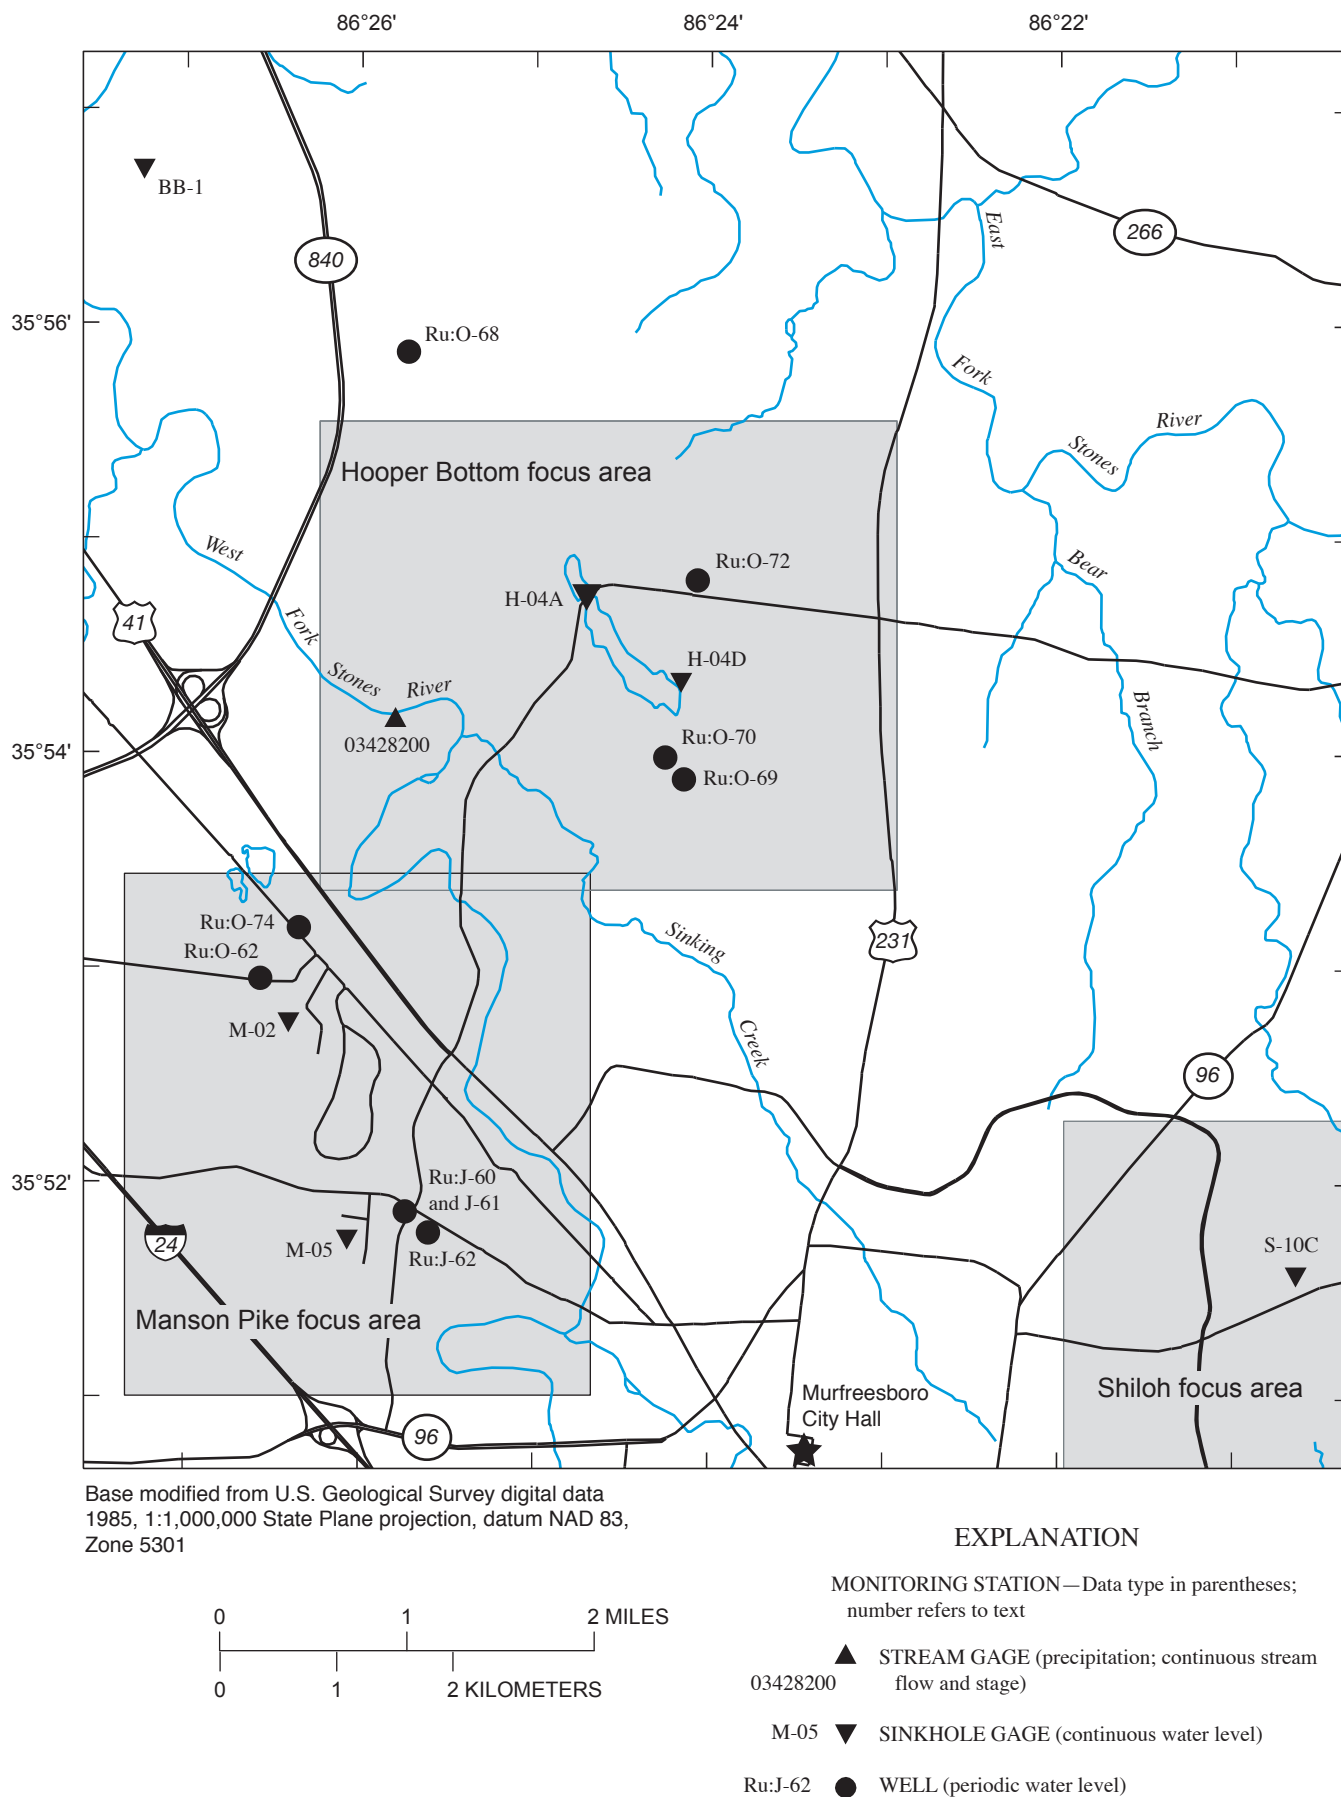 86°26'
86°24'
86°22'
BB-1
840
266
East
35°56'
Ru:O-68
Fork
Stones
River
Hooper Bottom focus area
West
Fork
Stones
River
Ru:O-72
H-04A
Bear
Branch
41
H-04D
03428200
35°54'
Ru:O-70
Ru:O-69
Ru:O-74
Ru:O-62
Sinking
Creek
231
M-02
96
35°52'
Ru:J-60
and J-61
24
M-05
Ru:J-62
S-10C
Manson Pike focus area
Shiloh focus area
Murfreesboro
City Hall
96
Base modified from U.S. Geological Survey digital data
1985, 1:1,000,000 State Plane projection, datum NAD 83,
Zone 5301
0 1 2 MILES
0 1 2 KILOMETERS
EXPLANATION
MONITORING STATION—Data type in parentheses;
number refers to text
STREAM GAGE (precipitation; continuous stream
03428200 flow and stage)
M-05 SINKHOLE GAGE (continuous water level)
Ru:J-62 WELL (periodic water level)